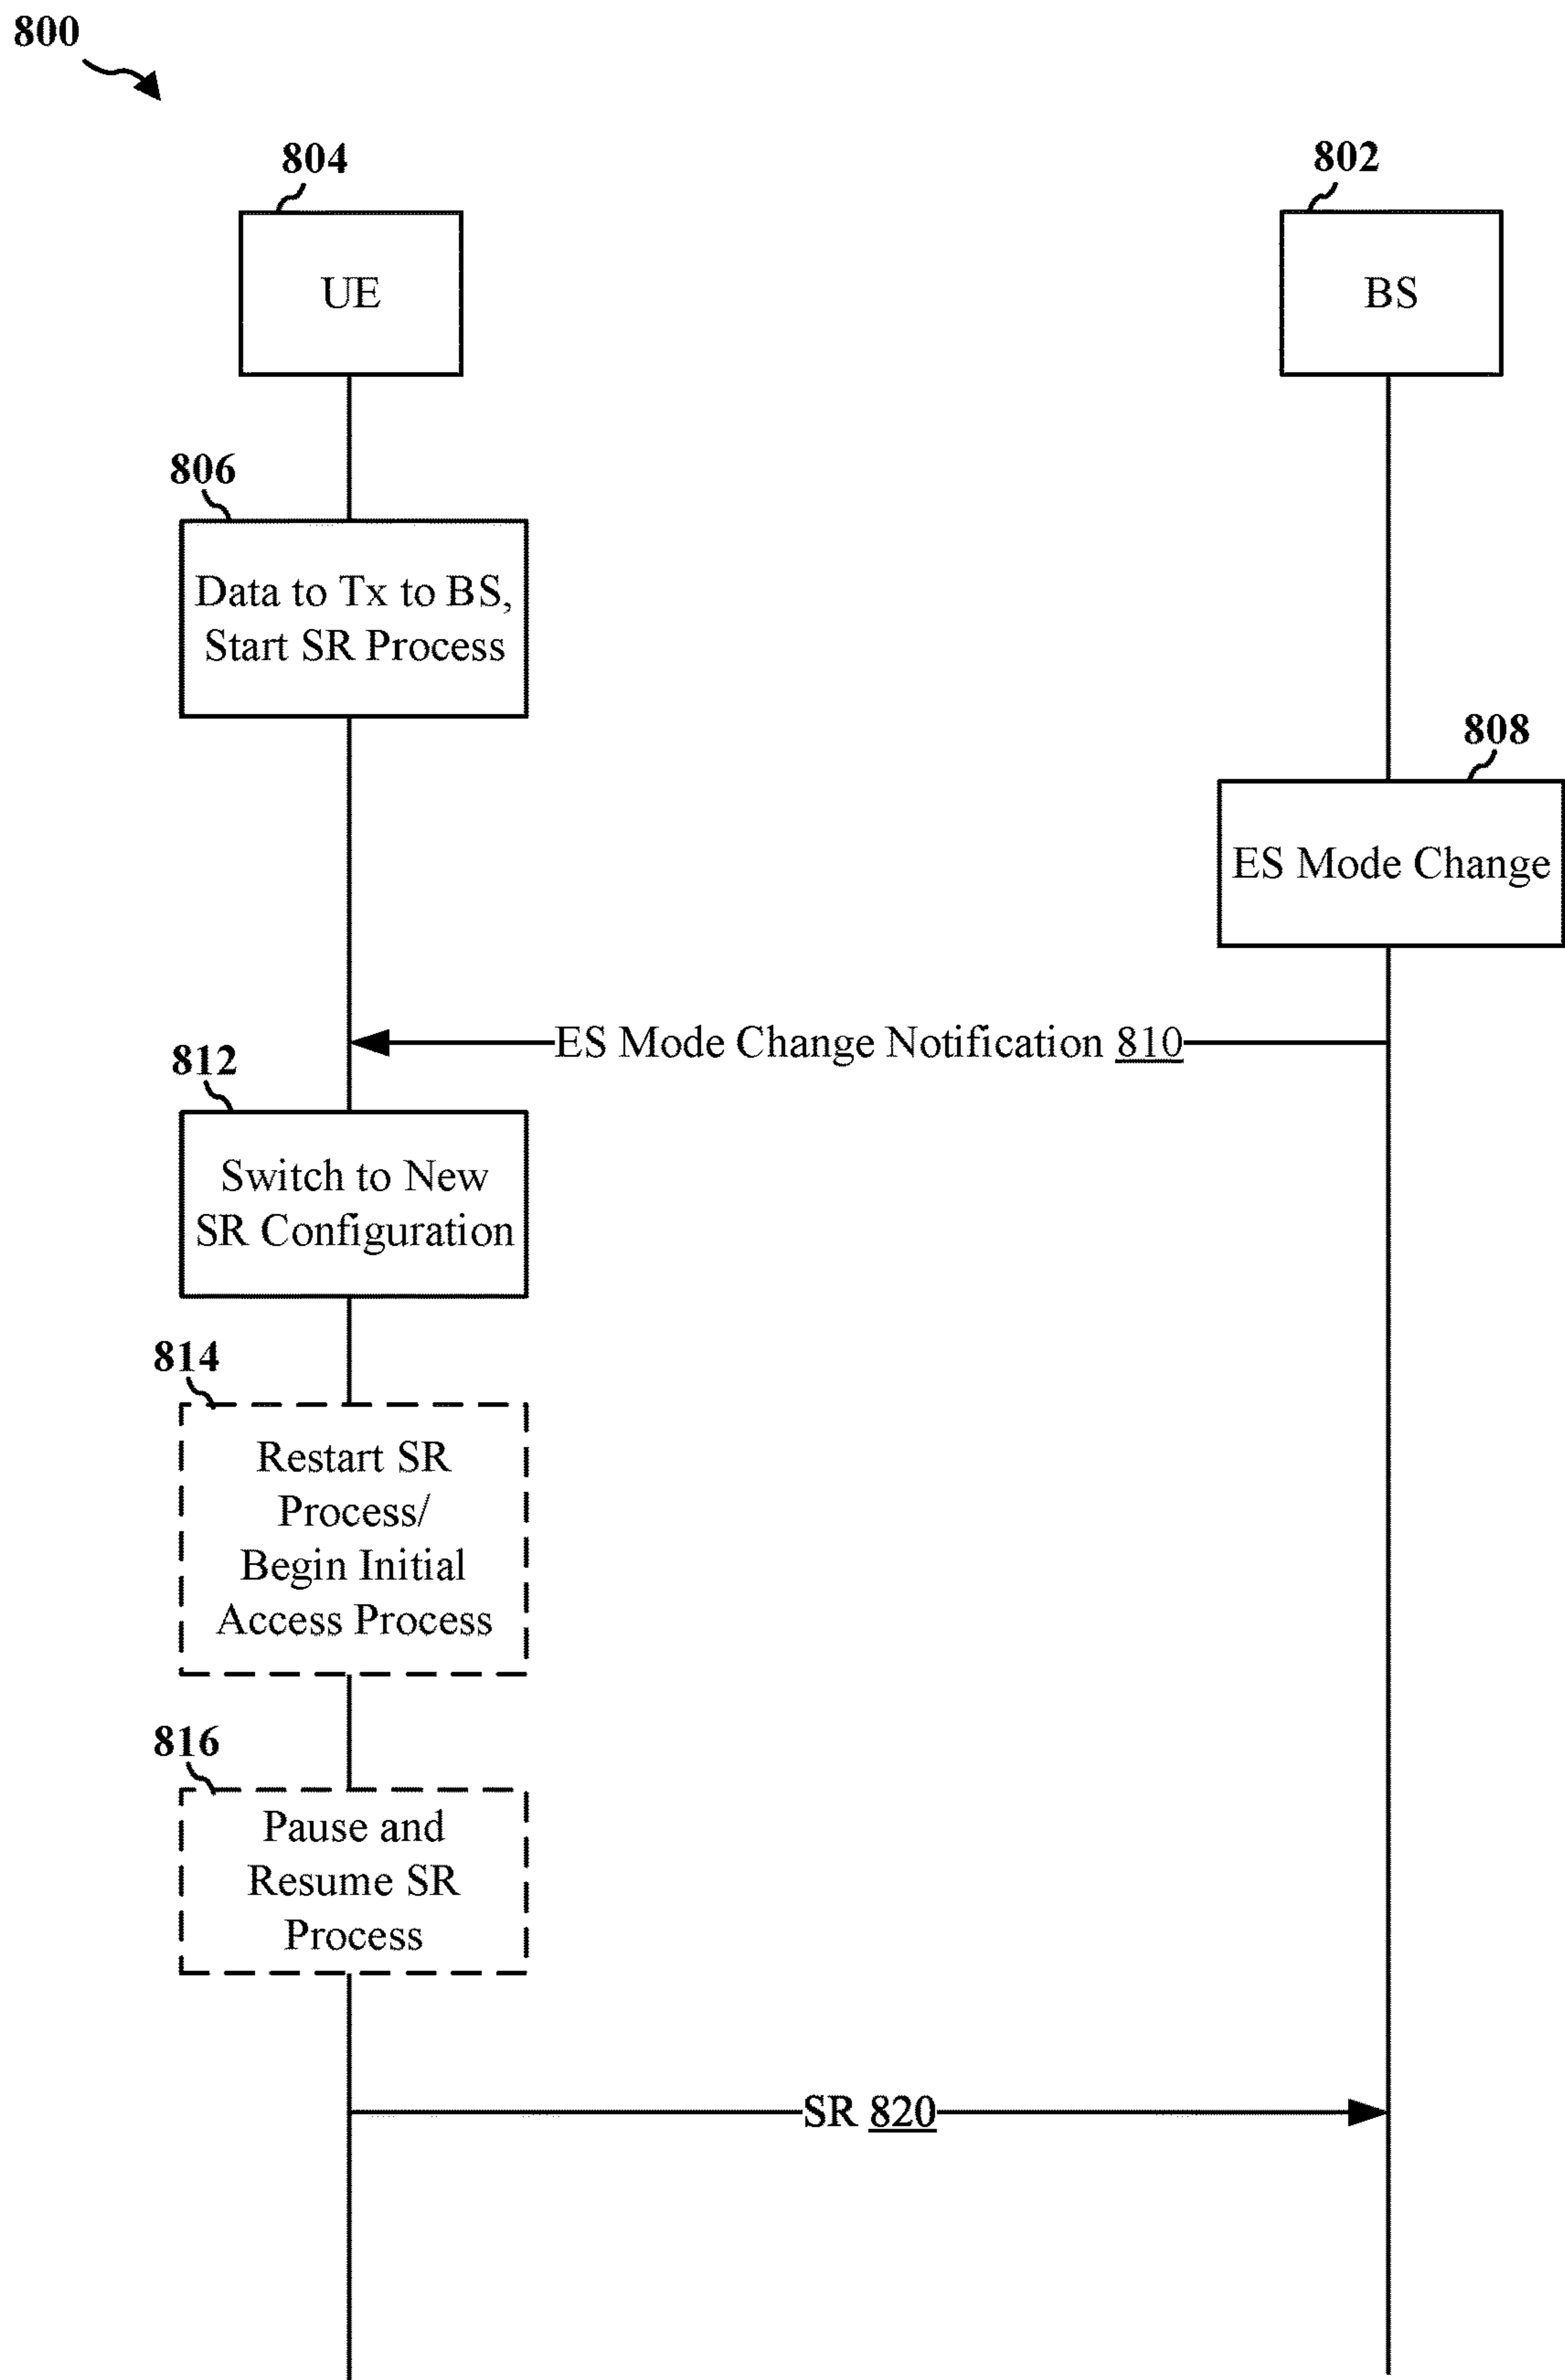 800
804
802
UE
BS
806
Data to Tx to BS,
Start SR Process
808
ES Mode Change
ES Mode Change Notification 810
812
Switch to New
SR Configuration
814
Restart SR
Process/
Begin Initial
Access Process
816
Pause and
Resume SR
Process
SR 820